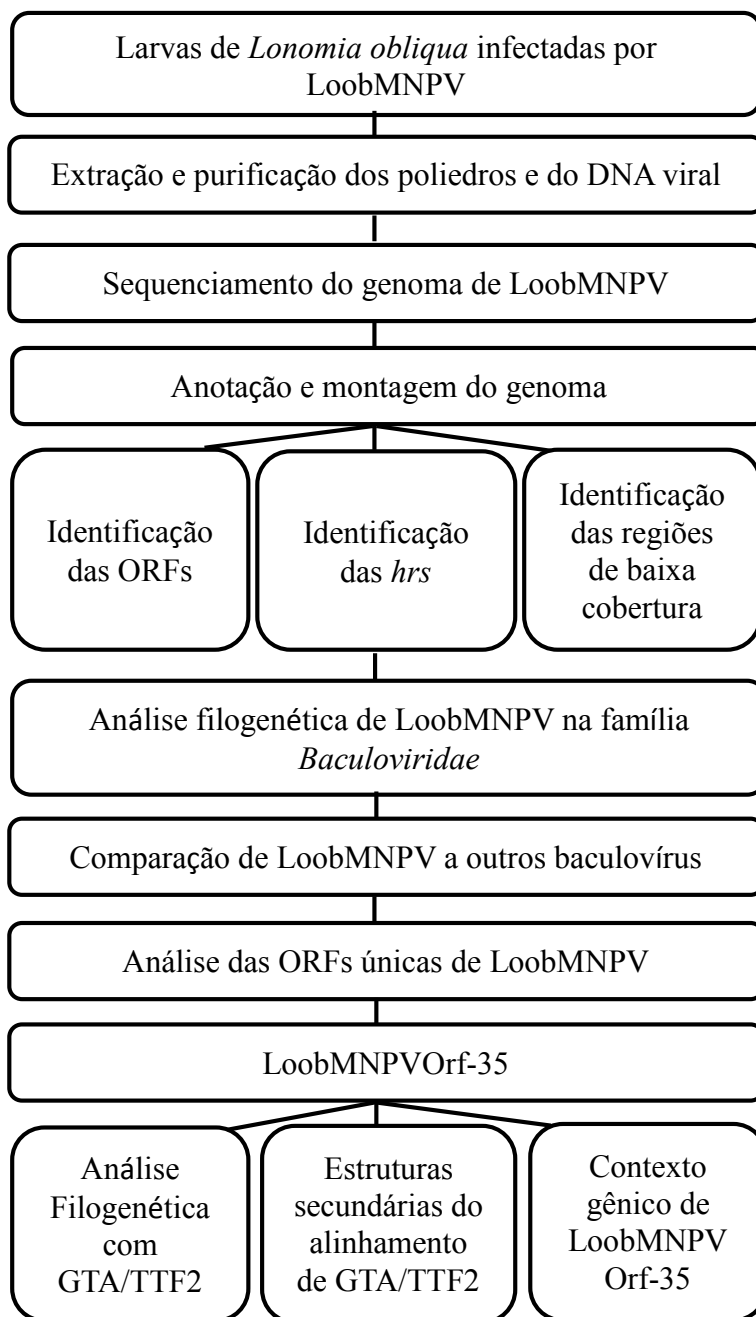 Larvas de Lonomia obliqua infectadas por
LoobMNPV
Extração e purificação dos poliedros e do DNA viral
Sequenciamento do genoma de LoobMNPV
Anotação e montagem do genoma
Identificação
das ORFs
Identificação
das hrs
Identificação
das regiões
de baixa
cobertura
Análise filogenética de LoobMNPV na família
Baculoviridae
Comparação de LoobMNPV a outros baculovírus
Análise das ORFs únicas de LoobMNPV
LoobMNPVOrf-35
Análise
Filogenética
com
GTA/TTF2
Estruturas
secundárias do
alinhamento
de GTA/TTF2
Contexto
gênico de
LoobMNPV
Orf-35